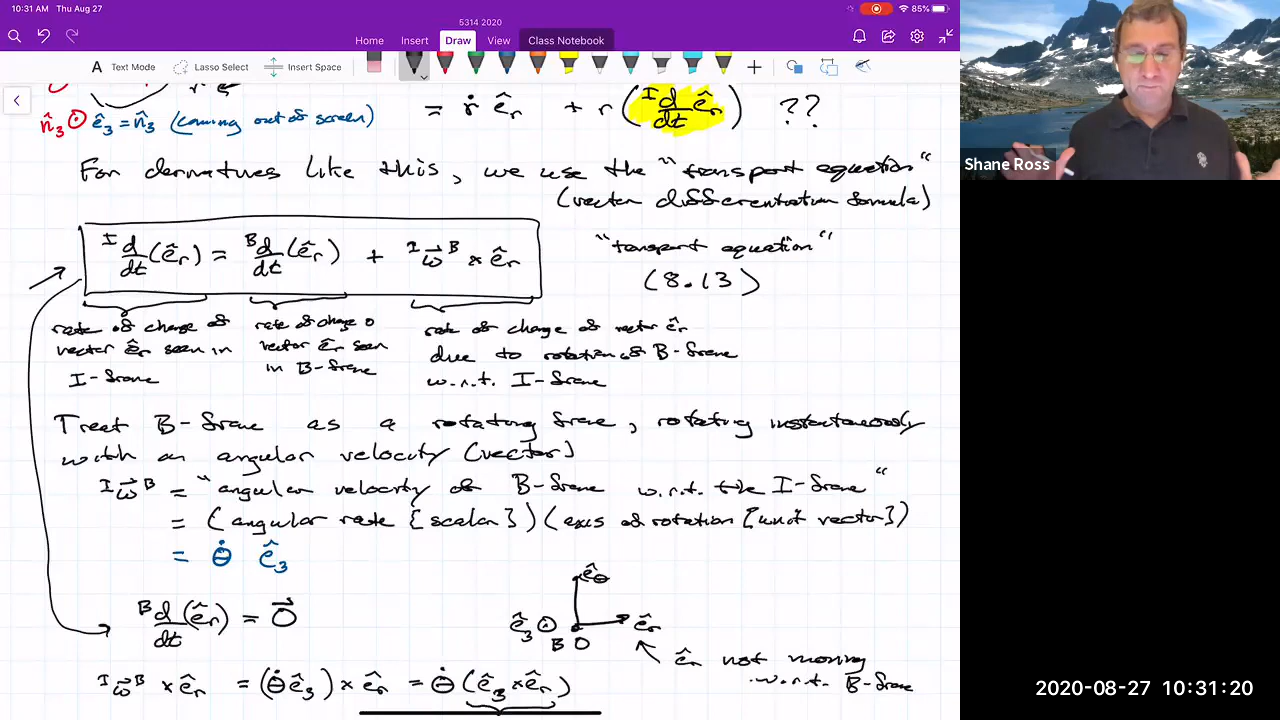 10:31 AM Thu Aug 27
85%
5314 2020
Home Insert Draw View Class Notebook
Text Mode Lasso Select Insert Space
n̂₃ ⊙ ê₃ = n̂₃ (coming out of screen)
= ṙ êr + r (ᴵd/dt êr) ??
For derivatives like this, we use the "transport equation"
(vector differentiation formula)
ᴵd/dt (êr) = ᴮd/dt (êr) + ᴵω⃗ᴮ × êr
"transport equation"
(8.13)
rate of change of
vector êr seen in
I-frame
rate of change o
vector êr seen
in B-frame
rate of change of vector êr
due to rotation of B-frame
w.r.t. I-frame
Treat B-frame as a rotating frame, rotating instantaneously
with an angular velocity (vector)
ᴵω⃗ᴮ = "angular velocity of B-frame w.r.t. the I-frame"
= (angular rate {scalar}) (axis of rotation {unit vector})
= θ̇ ê₃
ᴮd/dt (êr) = 0⃗
êθ
ê₃ ⊙ êr
B O
êr not moving
w.r.t. B-frame
ᴵω⃗ᴮ × êr = (θ̇ ê₃) × êr = θ̇ (ê₃ × êr)
Shane Ross
2020-08-27 10:31:20